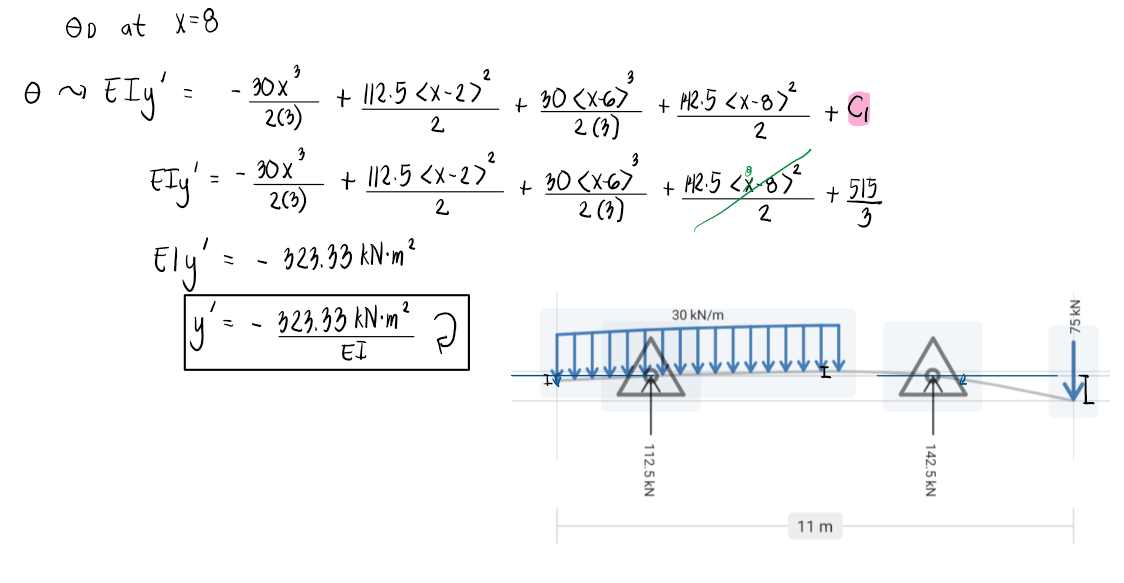 θD at x=8
θ ⤳ EIy' = - 30x³/2(3) + 112.5<x-2>²/2 + 30<x-6>³/2(3) + 142.5<x-8>²/2 + C₁
EIy' = - 30x³/2(3) + 112.5<x-2>²/2 + 30<x-6>³/2(3) + 142.5<x-8>²/2 + 515/3
8
EIy' = - 323.33 kN·m²
y' = - 323.33 kN·m²/EI
30 kN/m
75 kN
112.5 kN
142.5 kN
11 m